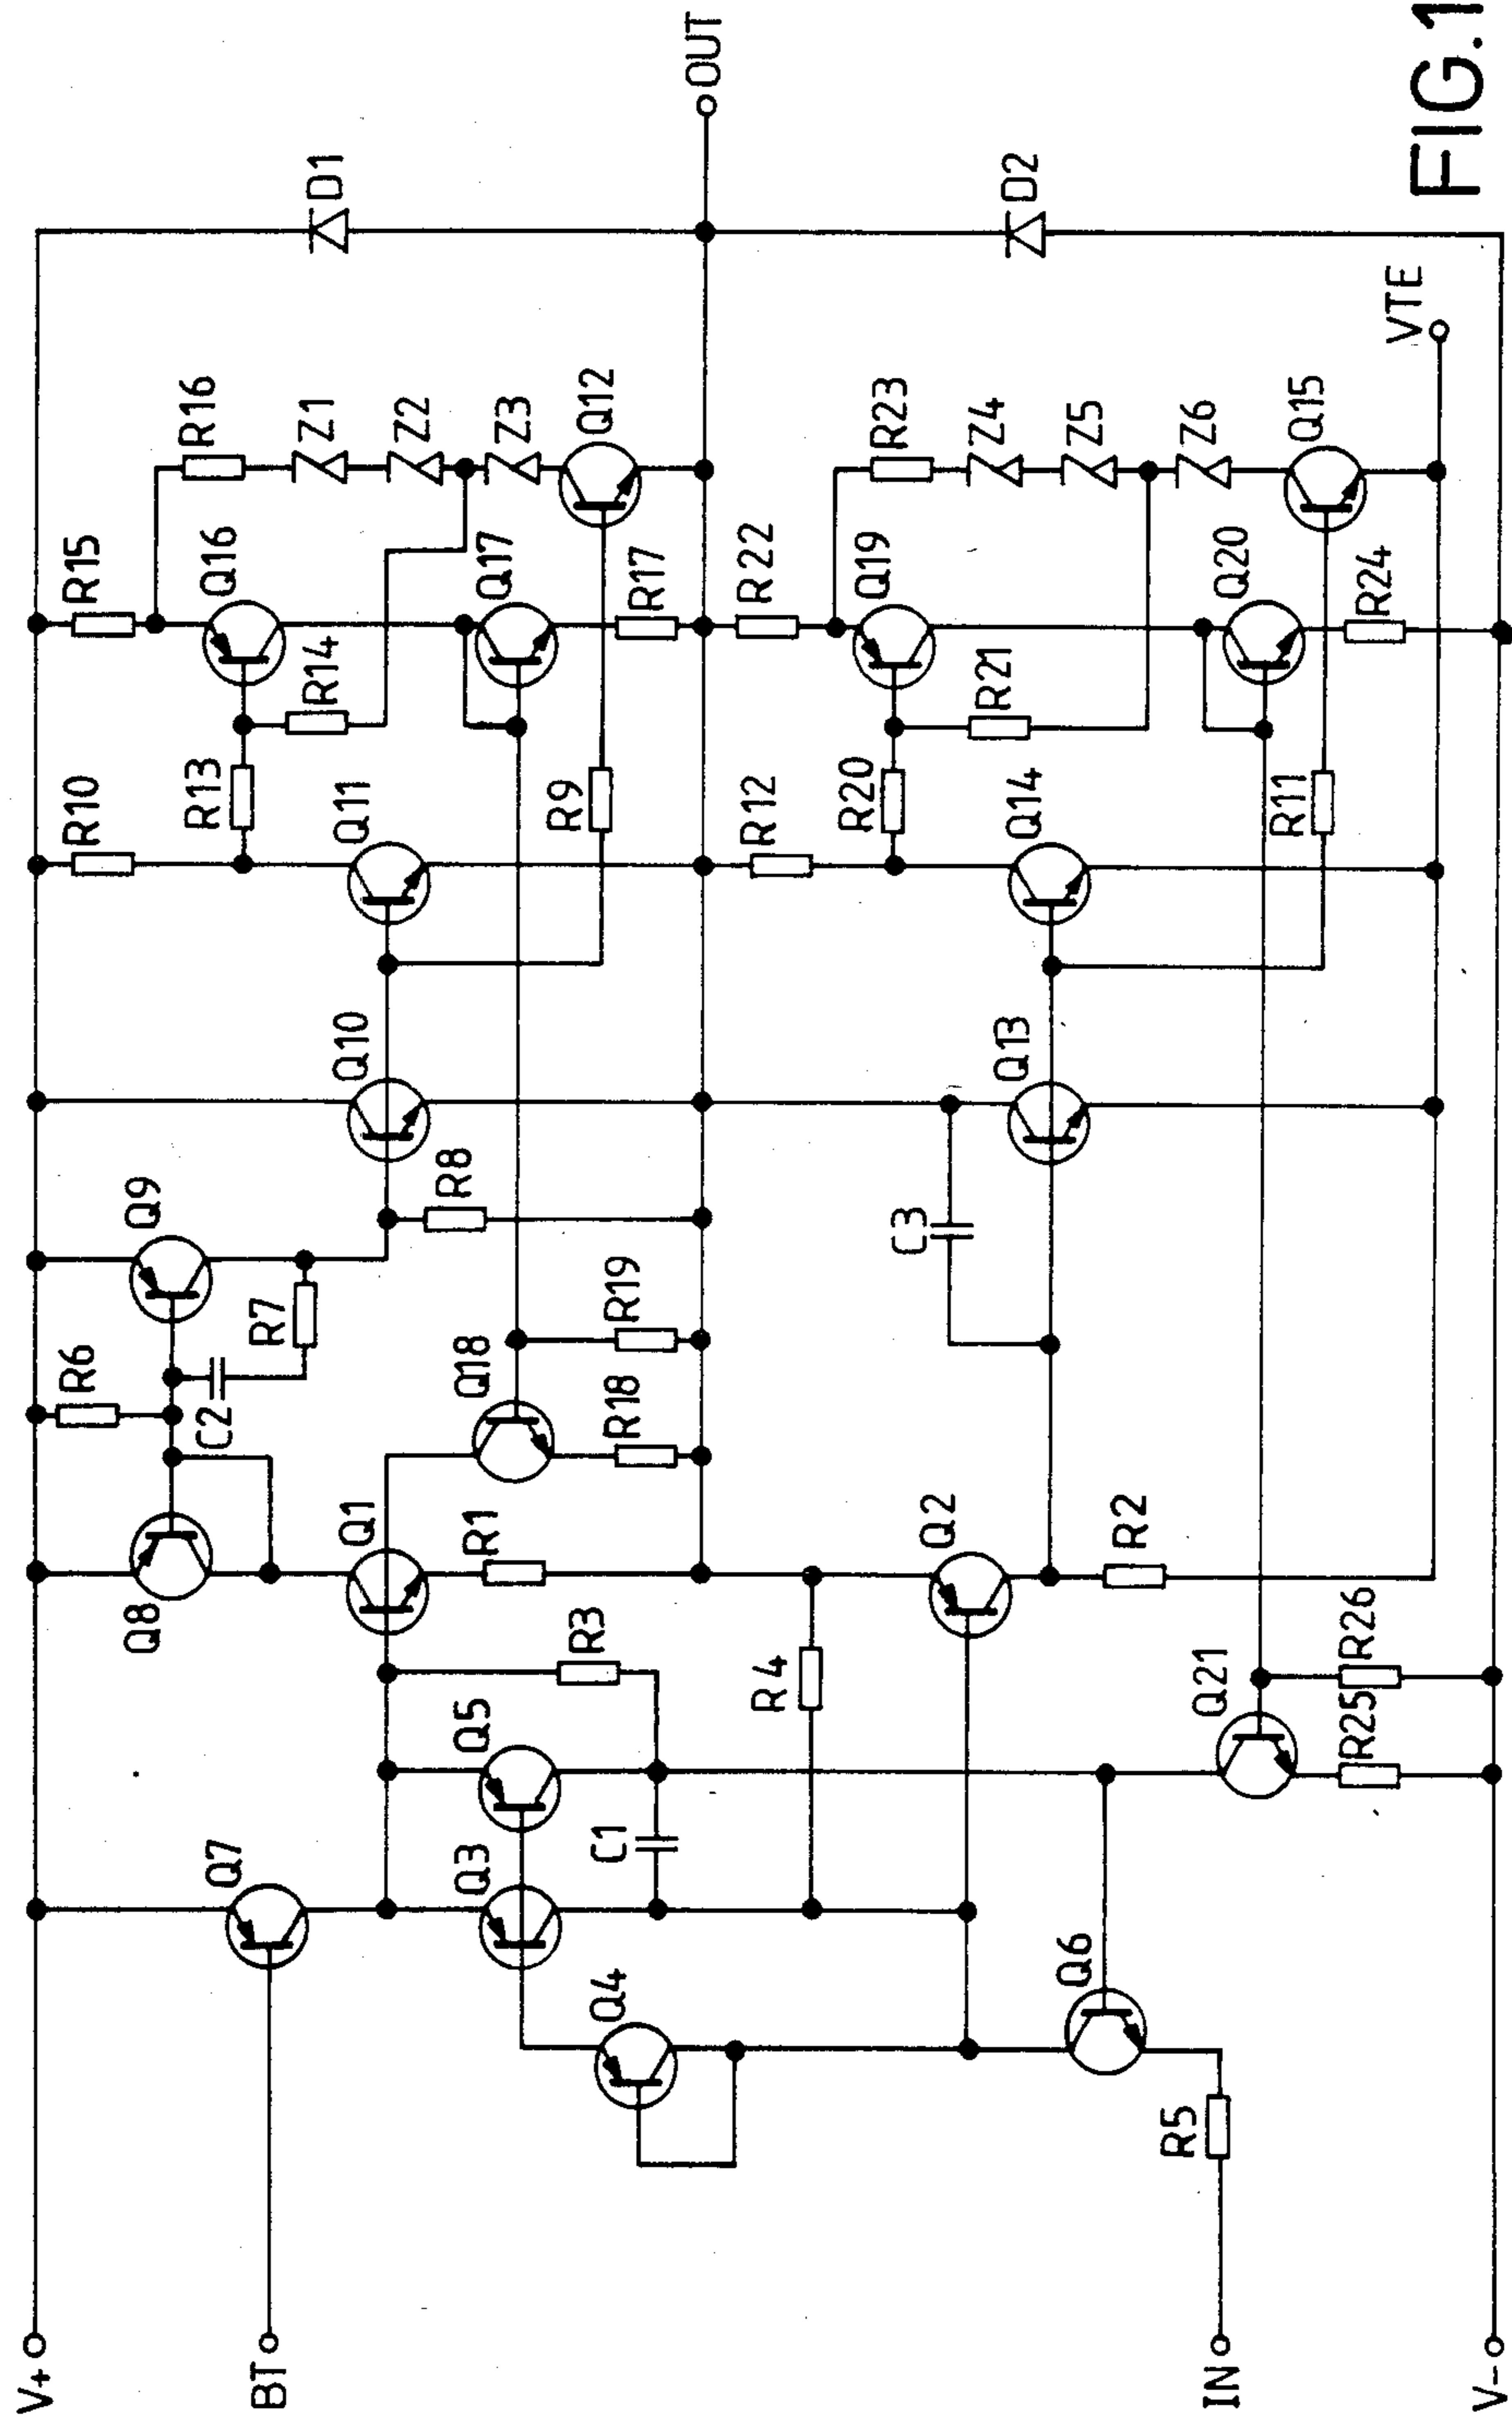 V+
BT
IN
V-
Q7
Q4
Q3
Q5
C1
R3
R4
Q6
R5
Q8
Q1
R1
Q2
R2
Q21
R25
R26
R6
C2
R7
Q9
Q18
R18
R19
R8
Q10
C3
Q13
R10
R13
Q11
R9
R12
R20
Q14
R11
R15
Q16
R14
Q17
R17
R22
Q19
R21
Q20
R24
R16
Z1
Z2
Z3
Q12
R23
Z4
Z5
Z6
Q15
VTE
D1
D2
OUT
FIG.1